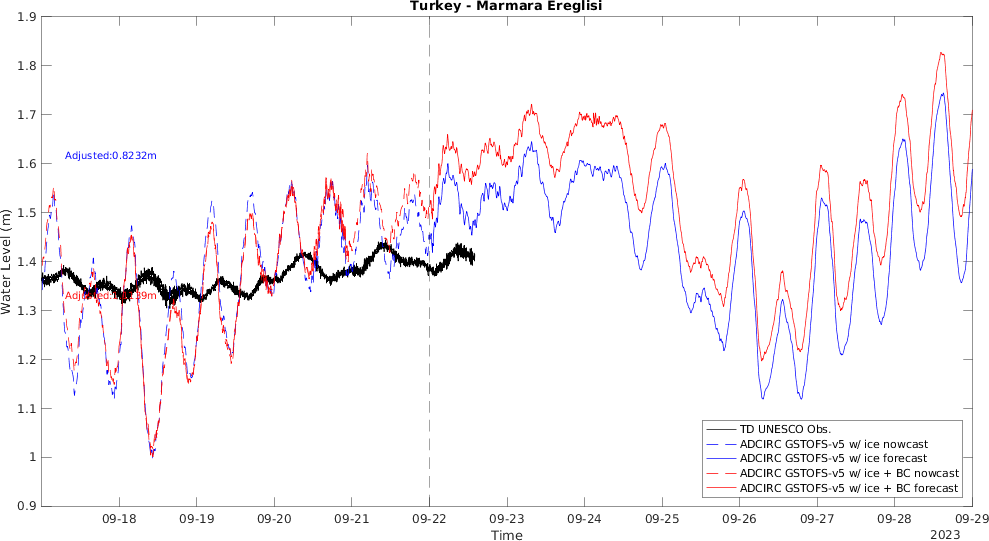 Turkey - Marmara Ereglisi
1.9
1.8
1.7
1.6
1.5
1.4
1.3
1.2
1.1
1
0.9
Water Level (m)
Adjusted:0.8232m
09-18
09-19
09-20
09-21
09-22
09-23
09-24
09-25
09-26
09-27
09-28
09-29
2023
Time
TD UNESCO Obs.
ADCIRC GSTOFS-v5 w/ ice nowcast
ADCIRC GSTOFS-v5 w/ ice forecast
ADCIRC GSTOFS-v5 w/ ice + BC nowcast
ADCIRC GSTOFS-v5 w/ ice + BC forecast